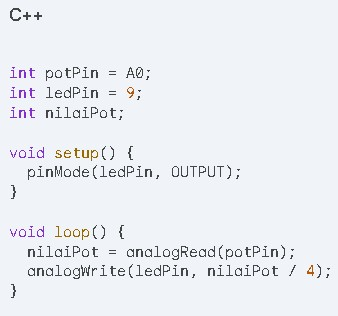 C++
int potPin = A0;
int ledPin = 9;
int nilaiPot;
void setup() {
pinMode(ledPin, OUTPUT);
}
void loop() {
nilaiPot = analogRead(potPin);
analogWrite(ledPin, nilaiPot / 4);
}